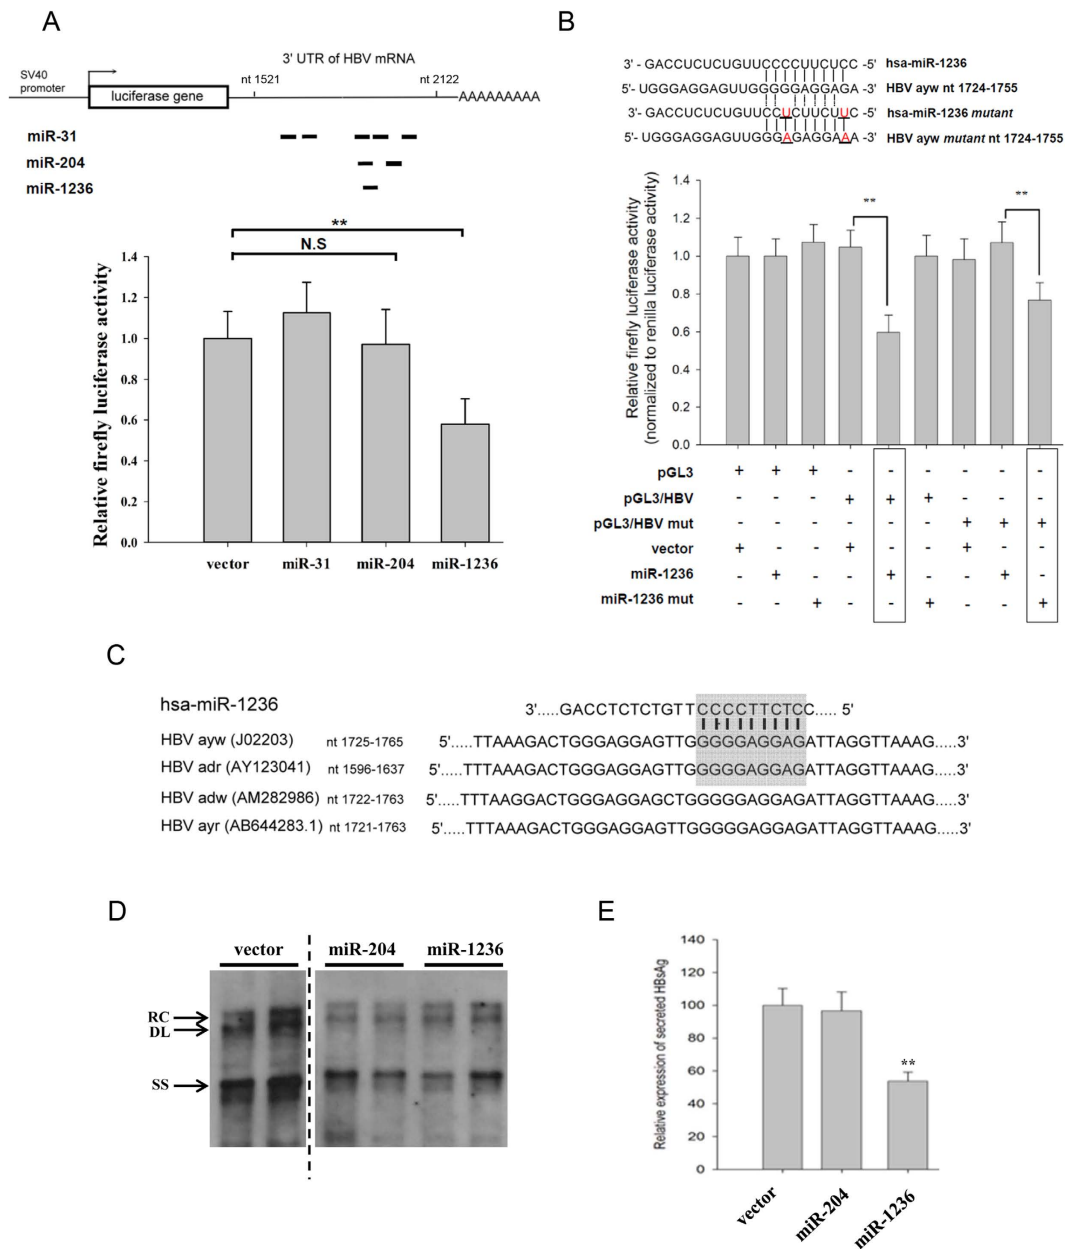 A
3' UTR of HBV mRNA
SV40
promoter
nt 1521
nt 2122
luciferase gene
AAAAAAAAA
miR-31
miR-204
miR-1236
**
N.S
Relative firefly luciferase activity
1.4
1.2
1.0
0.8
0.6
0.4
0.2
0.0
vector
miR-31
miR-204
miR-1236
B
3' - GACCUCUCUGUUCCCCUUCUCC -5' hsa-miR-1236
5'- UGGGAGGAGUUGGGGGAGGAGA -3' HBV ayw nt 1724-1755
3' - GACCUCUCUGUUCCUCUUCUUC -5' hsa-miR-1236 mutant
5'- UGGGAGGAGUUGGGAGAGGAAA -3' HBV ayw mutant nt 1724-1755
Relative firefly luciferase activity
(normalized to renilla luciferase activity)
1.4
1.2
1.0
0.8
0.6
0.4
0.2
0.0
**
**
pGL3 + + + - - - - - -
pGL3/HBV - - - + + + - - -
pGL3/HBV mut - - - - - - + + +
vector + - - + - - + - -
miR-1236 - + - - + - - + -
miR-1236 mut - - + - - + - - +
C
hsa-miR-1236 3'.....GACCTCTCTGTTCCCCTTCTCC..... 5'
HBV ayw (J02203) nt 1725-1765 5'.....TTAAAGACTGGGAGGAGTTGGGGGAGGAGATTAGGTTAAAG.....3'
HBV adr (AY123041) nt 1596-1637 5'.....TTTAAAGACTGGGAGGAGTTGGGGGAGGAGATTAGGTTAAAG.....3'
HBV adw (AM282986) nt 1722-1763 5'.....TTTAAGGACTGGGAGGAGCTGGGGGAGGAGATTAGGTTAAAG.....3'
HBV ayr (AB644283.1) nt 1721-1763 5'.....TTTAAAGACTGGGAGGAGTTGGGGGAGGAGATTAGGTTAAAG.....3'
D
vector
miR-204
miR-1236
RC
DL
SS
E
Relative expression of secreted HBsAg
140
120
100
80
60
40
20
0
**
vector
miR-204
miR-1236